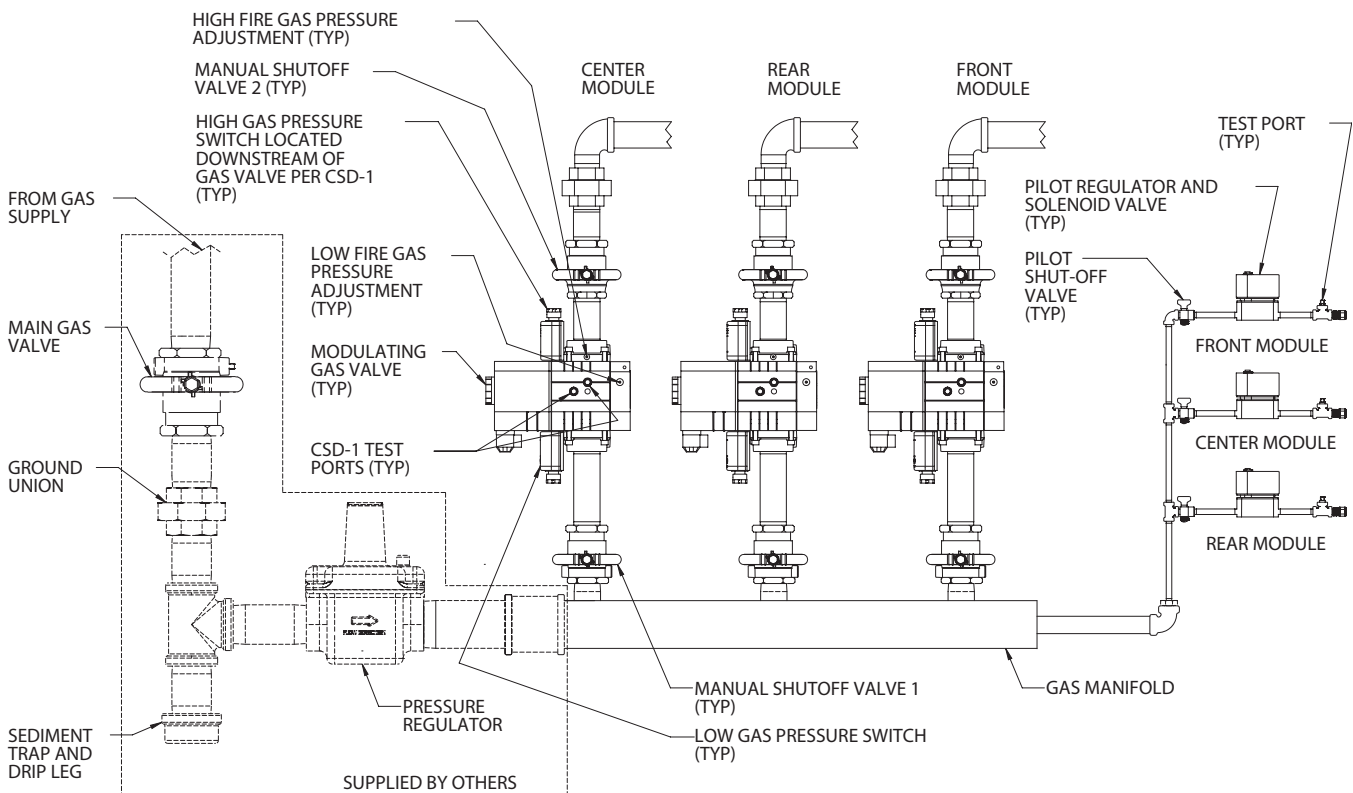 HIGH FIRE GAS PRESSURE
ADJUSTMENT (TYP)
MANUAL SHUTOFF
VALVE 2 (TYP)
HIGH GAS PRESSURE
SWITCH LOCATED
DOWNSTREAM OF
GAS VALVE PER CSD-1
(TYP)
CENTER
MODULE
REAR
MODULE
FRONT
MODULE
TEST PORT
(TYP)
PILOT REGULATOR AND
SOLENOID VALVE
(TYP)
PILOT
SHUT-OFF
VALVE
(TYP)
FROM GAS
SUPPLY
LOW FIRE GAS
PRESSURE
ADJUSTMENT
(TYP)
MAIN GAS
VALVE
MODULATING
GAS VALVE
(TYP)
FRONT MODULE
CSD-1 TEST
PORTS (TYP)
CENTER MODULE
GROUND
UNION
REAR MODULE
FLOW DIRECTION
MANUAL SHUTOFF VALVE 1
(TYP)
GAS MANIFOLD
PRESSURE
REGULATOR
LOW GAS PRESSURE SWITCH
(TYP)
SEDIMENT
TRAP AND
DRIP LEG
SUPPLIED BY OTHERS